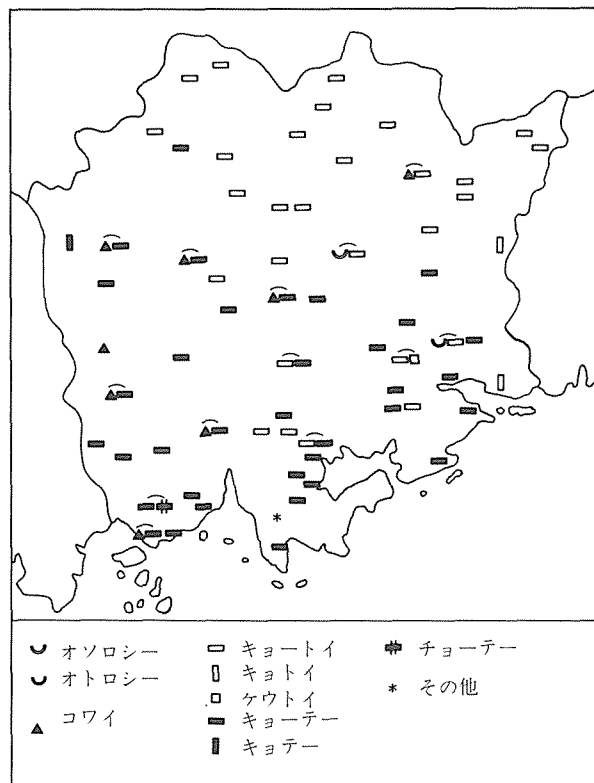 オソロシー
オトロシー
コワイ
キョートイ
キョトイ
ケウトイ
キョーテー
キョテー
チョーテー
* その他